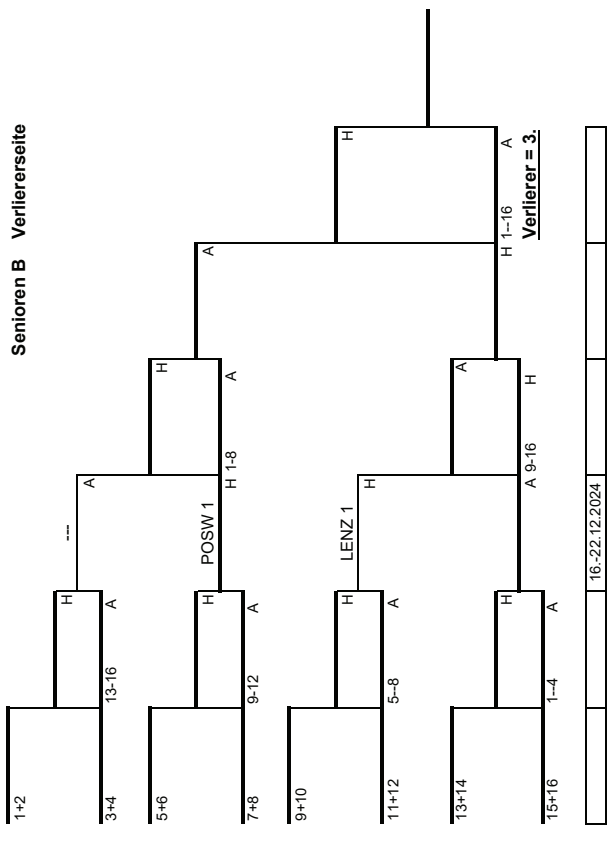 Senioren B Verliererseite
1+2
H ---
A
3+4 13-16 A
5+6 H
H POSW 1 A
H 1-8 A
7+8 9-12 A
9+10
H LENZ 1 H
H
11+12 5--8 A
13+14 A
H H 1--16 A
A 9-16 H Verlierer = 3.
15+16 1--4 A
16.-22.12.2024